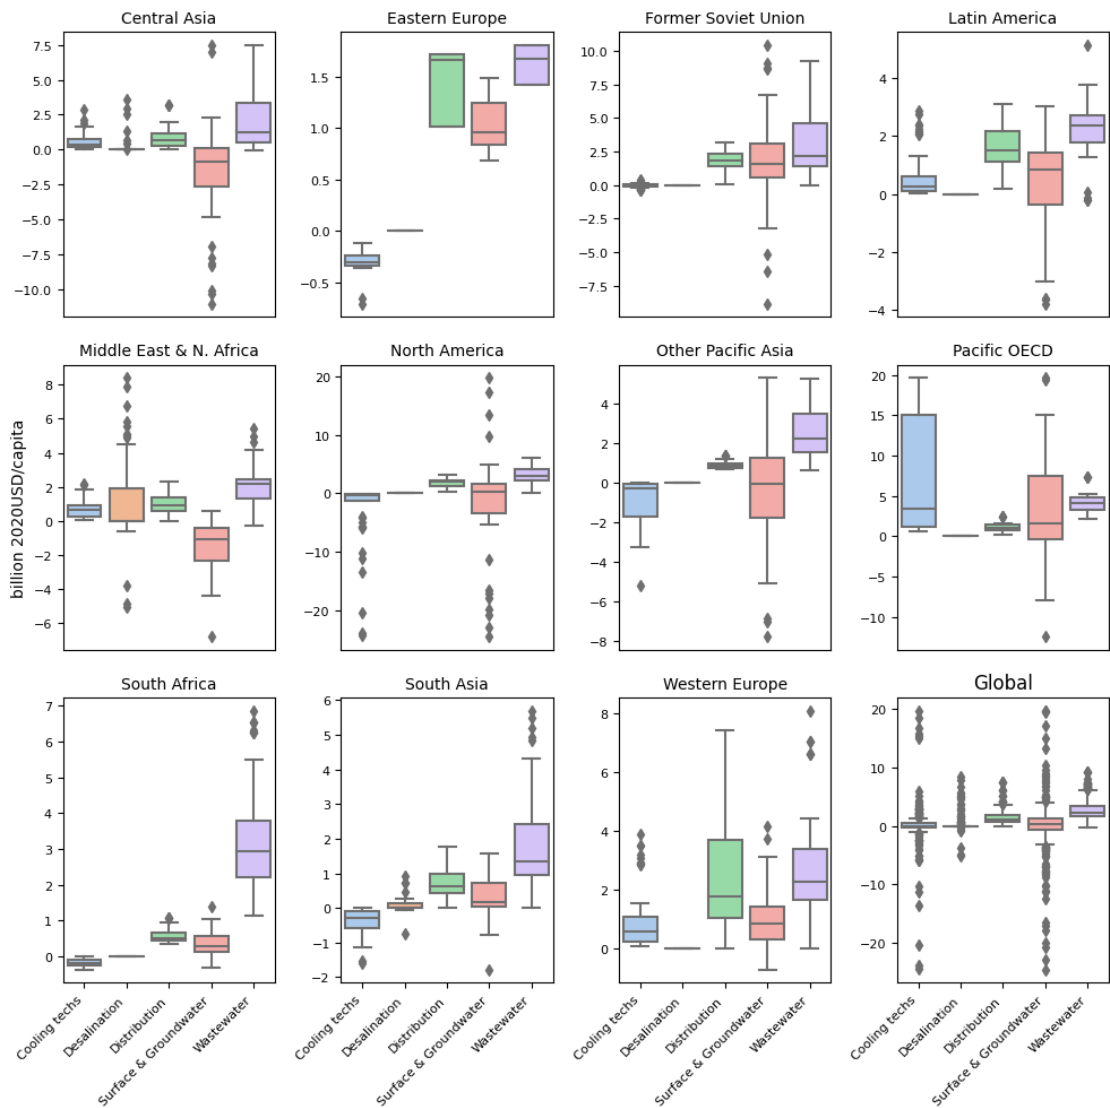 Central Asia
7.5
5.0
2.5
0.0
−2.5
−5.0
−7.5
−10.0
Eastern Europe
1.5
1.0
0.5
0.0
−0.5
Former Soviet Union
10.0
7.5
5.0
2.5
0.0
−2.5
−5.0
−7.5
Latin America
4
2
0
−2
−4
billion 2020USD/capita
Middle East & N. Africa
8
6
4
2
0
−2
−4
−6
North America
20
10
0
−10
−20
Other Pacific Asia
4
2
0
−2
−4
−6
−8
Pacific OECD
20
15
10
5
0
−5
−10
South Africa
7
6
5
4
3
2
1
0
Cooling techs
Desalination
Distribution
Surface & Groundwater
Wastewater
South Asia
6
5
4
3
2
1
0
−1
−2
Cooling techs
Desalination
Distribution
Surface & Groundwater
Wastewater
Western Europe
8
6
4
2
0
Cooling techs
Desalination
Distribution
Surface & Groundwater
Wastewater
Global
20
10
0
−10
−20
Cooling techs
Desalination
Distribution
Surface & Groundwater
Wastewater